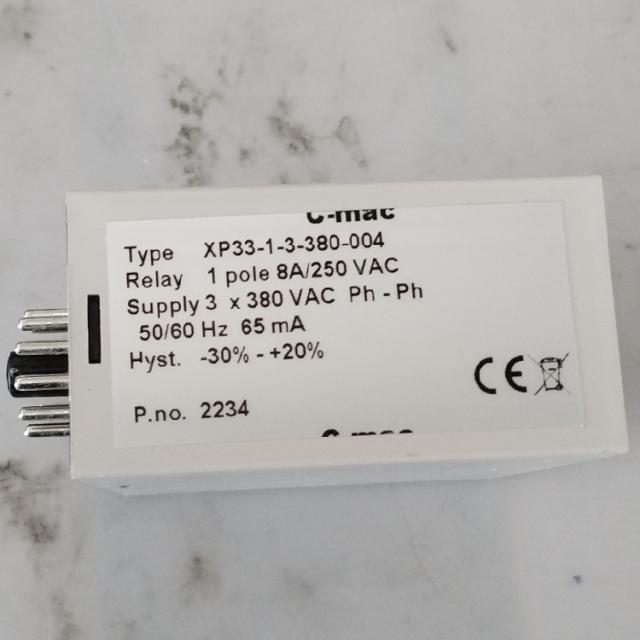 C-mac
Type XP33-1-3-380-004
Relay 1 pole 8A/250 VAC
Supply 3 x 380 VAC Ph - Ph
50/60 Hz 65 mA
Hyst. -30% - +20%
CE
P.no. 2234
C-mac